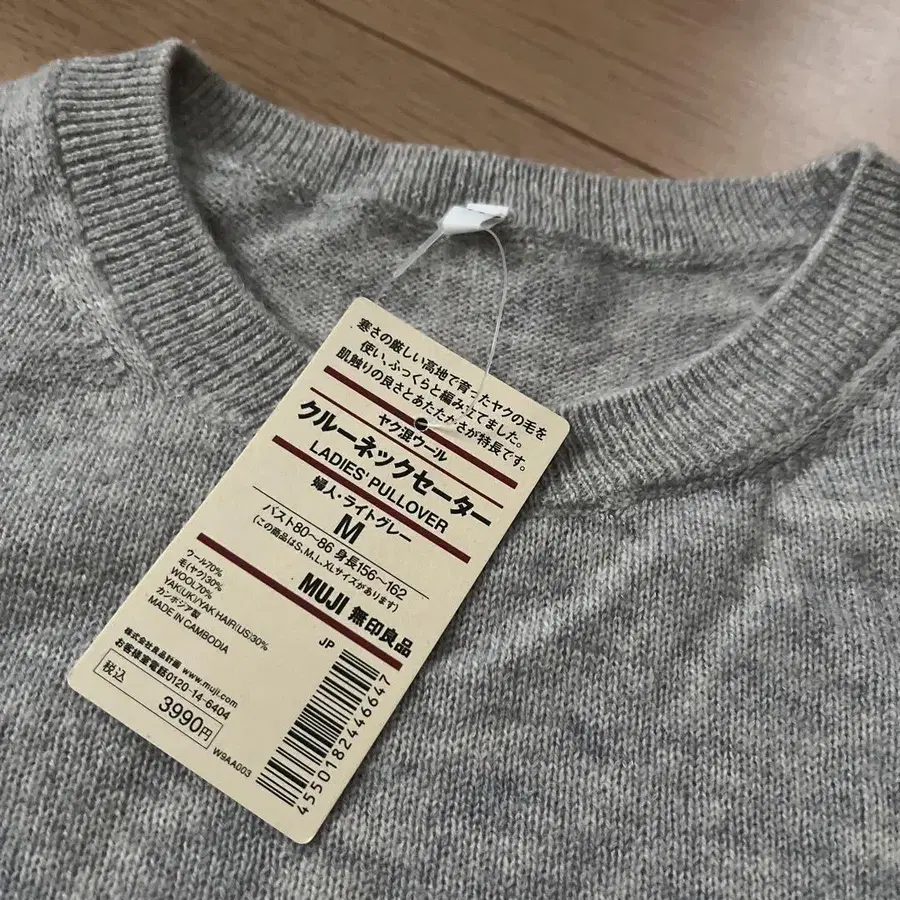 寒さの厳しい高地で育ったヤクの毛を
使い、ふっくらと編み立てました。
肌触りの良さとあたたかさが特長です。
ヤク混ウール
クルーネックセーター
LADIES' PULLOVER
婦人・ライトグレー
M
バスト80〜86 身長156〜162
(この商品はS,M,L,XLサイズがあります)
ウール70%
毛(ヤク)30%
WOOL70%
YAK(UK)/YAK HAIR(US)30%
カンボジア製
MADE IN CAMBODIA
MUJI 無印良品
株式会社良品計画 www.muji.com
お客様室電話0120-14-6404
税込
3990円
W9AA003
JP
4550182446647